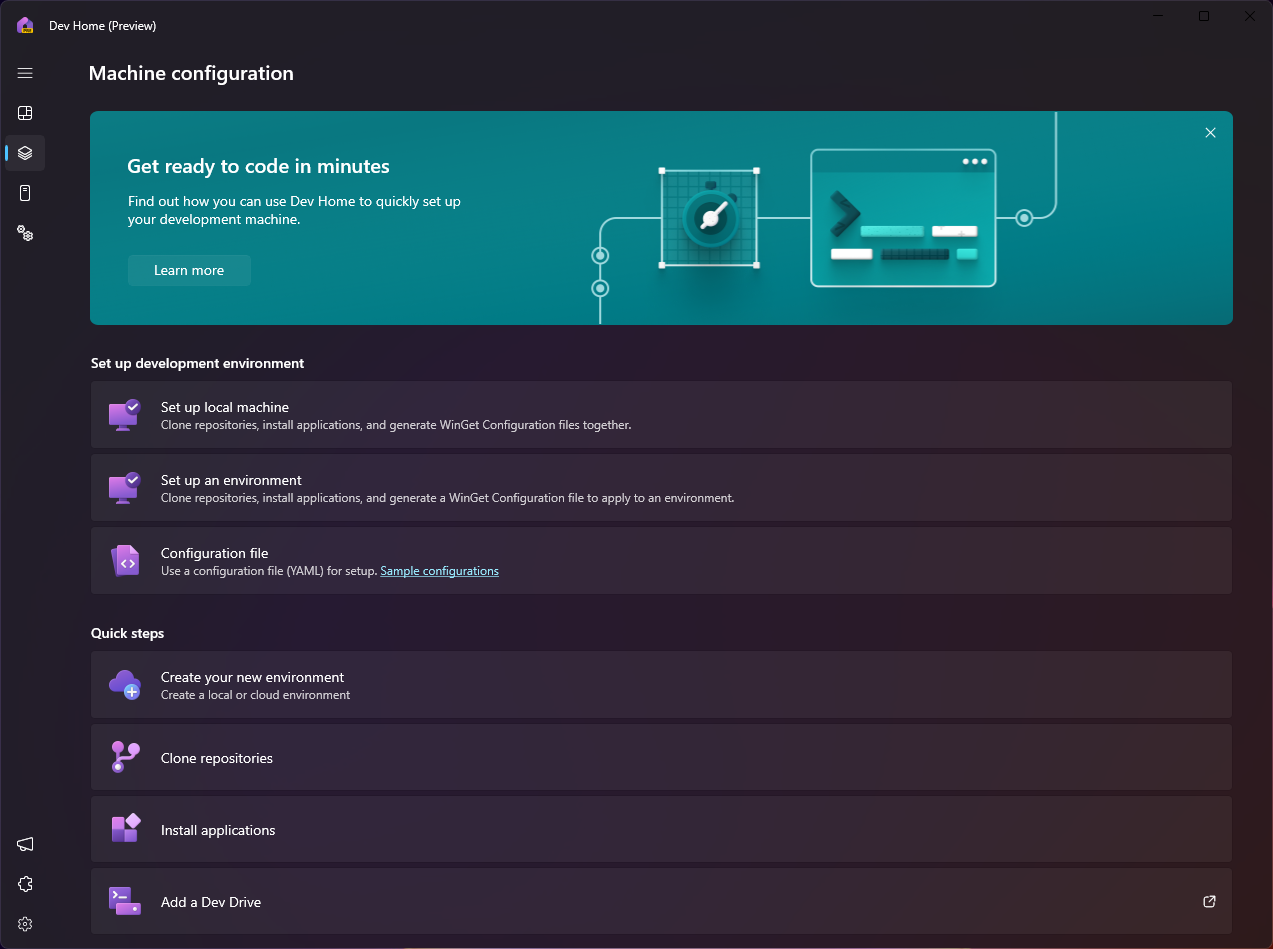 Dev Home (Preview)
Machine configuration
Get ready to code in minutes
Find out how you can use Dev Home to quickly set up
your development machine.
Learn more
Set up development environment
Set up local machine
Clone repositories, install applications, and generate WinGet Configuration files together.
Set up an environment
Clone repositories, install applications, and generate a WinGet Configuration file to apply to an environment.
Configuration file
Use a configuration file (YAML) for setup. Sample configurations
Quick steps
Create your new environment
Create a local or cloud environment
Clone repositories
Install applications
Add a Dev Drive